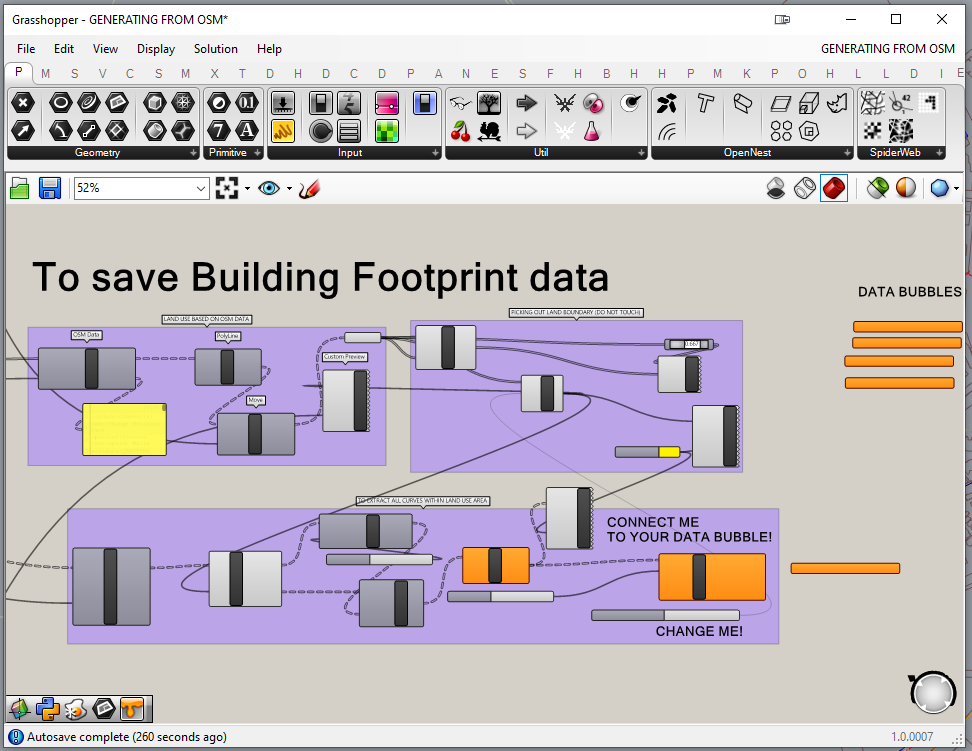 Grasshopper - GENERATING FROM OSM*
File Edit View Display Solution Help GENERATING FROM OSM
P M S V C S M X T D H D C D P A N E S F H B H H P M K P O H L L D I E
Geometry Primitive Input Util OpenNest SpiderWeb
52%
To save Building Footprint data
DATA BUBBLES
PICKING OUT LAND BOUNDARY (DO NOT TOUCH)
LAND USE BASED ON OSM DATA
OSM Data
PolyLine
0.667
Custom Preview
Move
TO EXTRACT ALL CURVES WITHIN LAND USE AREA
CONNECT ME
TO YOUR DATA BUBBLE!
CHANGE ME!
Autosave complete (260 seconds ago) 1.0.0007